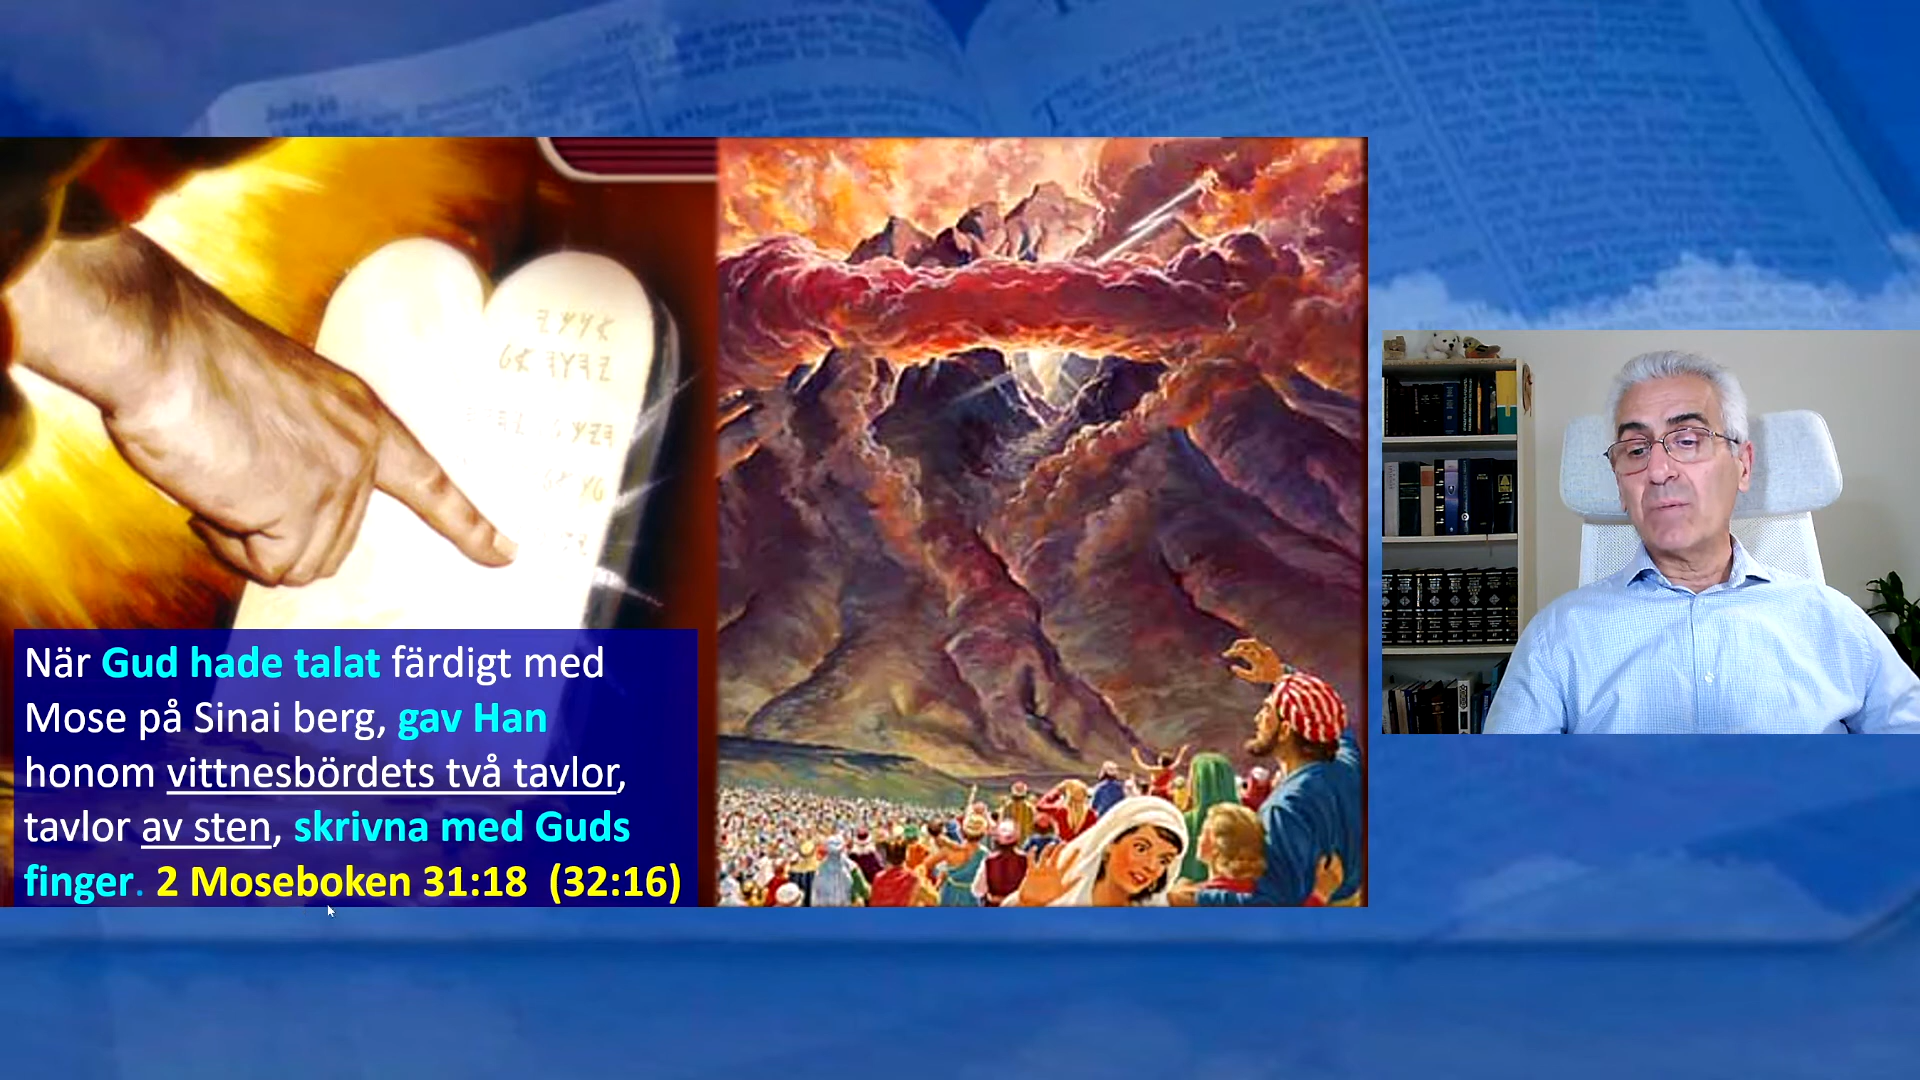 När Gud hade talat färdigt med
Mose på Sinai berg, gav Han
honom vittnesbördets två tavlor,
tavlor av sten, skrivna med Guds
finger. 2 Moseboken 31:18 (32:16)